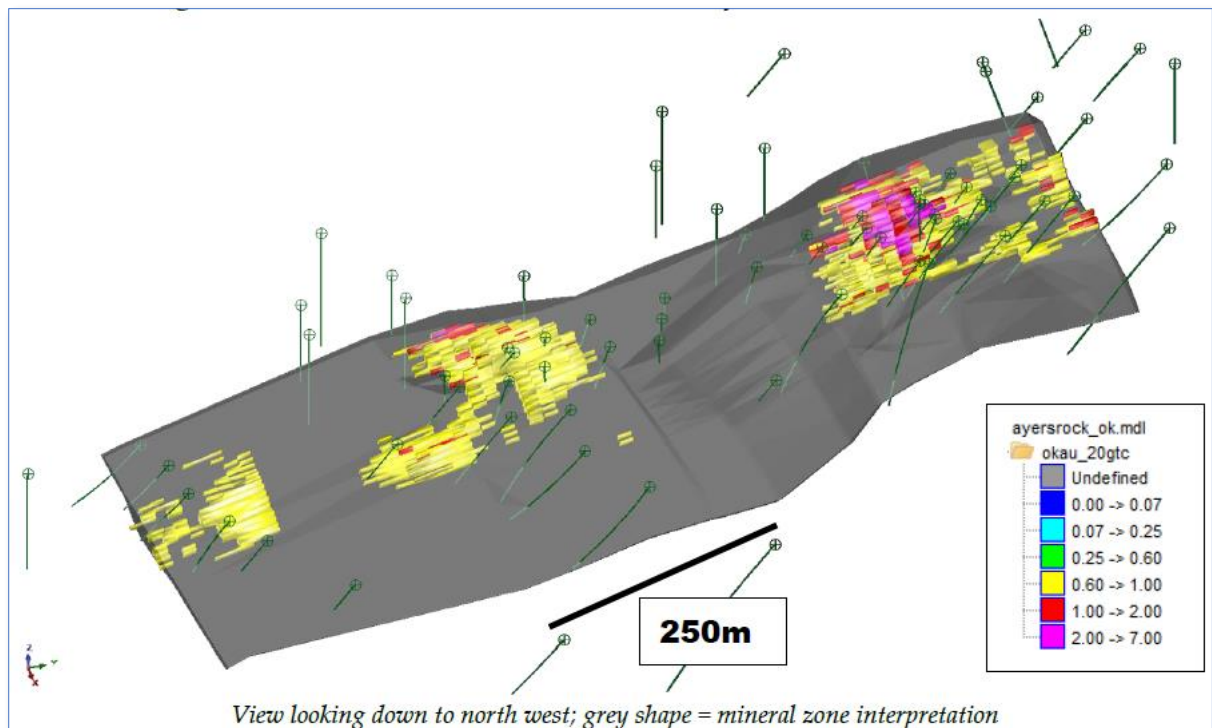 ayersrock_ok.mdl
okau_20gtc
Undefined
0.00 -> 0.07
0.07 -> 0.25
0.25 -> 0.60
0.60 -> 1.00
1.00 -> 2.00
2.00 -> 7.00
250m
Z
Y
X
View looking down to north west; grey shape = mineral zone interpretation